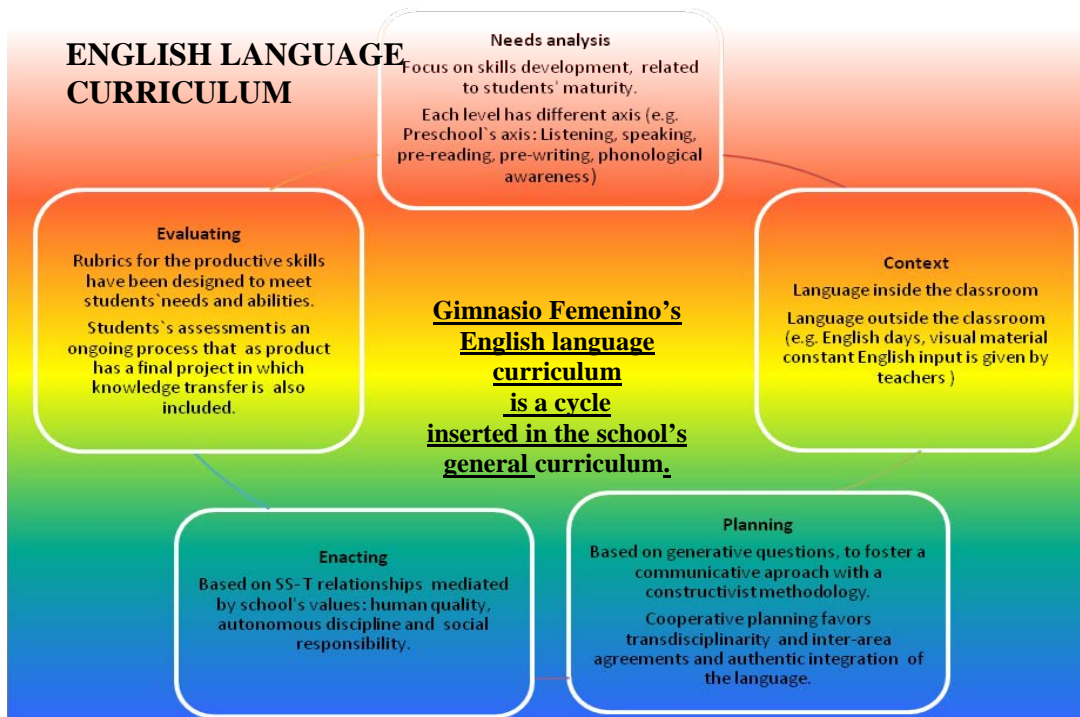 ENGLISH LANGUAGE
CURRICULUM
Needs analysis
Focus on skills development, related
to students' maturity.
Each level has different axis (e.g.
Preschool`s axis: Listening, speaking,
pre-reading, pre-writing, phonological
awareness)
Context
Language inside the classroom
Language outside the classroom
(e.g. English days, visual material
constant English input is given by
teachers )
Planning
Based on generative questions, to foster a
communicative aproach with a
constructivist methodology.
Cooperative planning favors
transdisciplinarity and inter-area
agreements and authentic integration of
the language.
Enacting
Based on SS-T relationships mediated
by school's values: human quality,
autonomous discipline and social
responsibility.
Evaluating
Rubrics for the productive skills
have been designed to meet
students`needs and abilities.
Students`s assessment is an
ongoing process that as product
has a final project in which
knowledge transfer is also
included.
Gimnasio Femenino’s
English language
curriculum
is a cycle
inserted in the school’s
general curriculum.